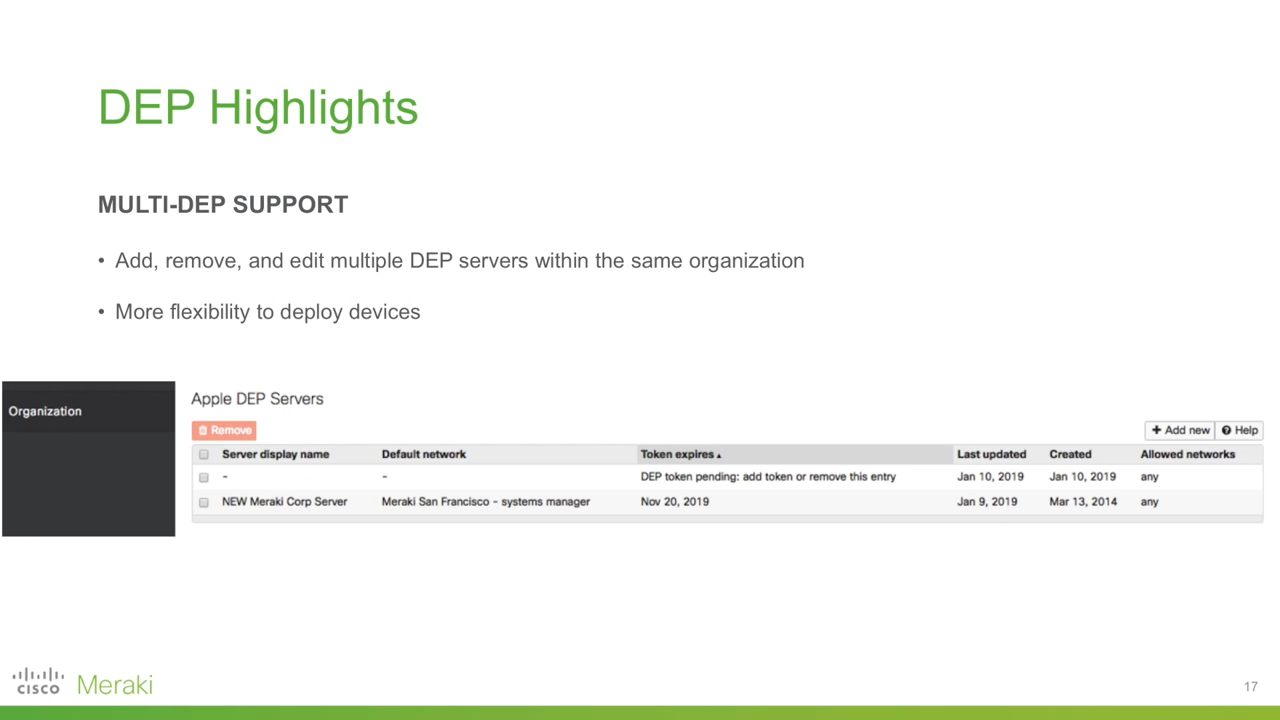 DEP Highlights
MULTI-DEP SUPPORT
• Add, remove, and edit multiple DEP servers within the same organization
• More flexibility to deploy devices
Organization
Apple DEP Servers
Remove
+ Add new
Help
Server display name Default network Token expires ▴ Last updated Created Allowed networks
- - DEP token pending: add token or remove this entry Jan 10, 2019 Jan 10, 2019 any
NEW Meraki Corp Server Meraki San Francisco - systems manager Nov 20, 2019 Jan 9, 2019 Mar 13, 2014 any
CISCO Meraki
17